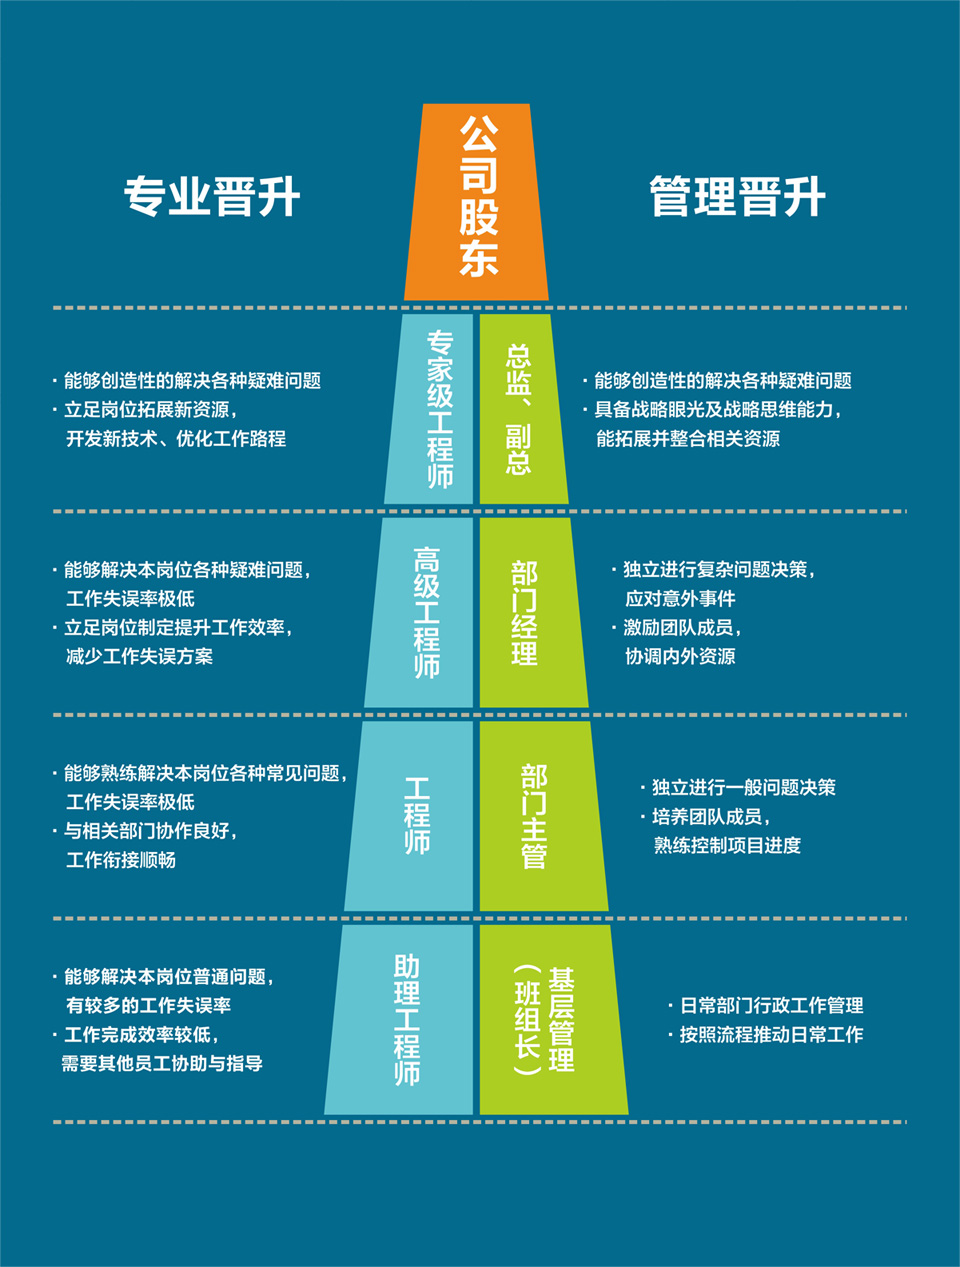 公司股东
专业晋升
管理晋升
专家级工程师
总监、副总
· 能够创造性的解决各种疑难问题
· 立足岗位拓展新资源，
开发新技术、优化工作路程
· 能够创造性的解决各种疑难问题
· 具备战略眼光及战略思维能力，
能拓展并整合相关资源
高级工程师
部门经理
· 能够解决本岗位各种疑难问题，
工作失误率极低
· 立足岗位制定提升工作效率，
减少工作失误方案
· 独立进行复杂问题决策，
应对意外事件
· 激励团队成员，
协调内外资源
工程师
部门主管
· 能够熟练解决本岗位各种常见问题，
工作失误率极低
· 与相关部门协作良好，
工作衔接顺畅
· 独立进行一般问题决策
· 培养团队成员，
熟练控制项目进度
助理工程师
基层管理
（班组长）
· 能够解决本岗位普通问题，
有较多的工作失误率
· 工作完成效率较低，
需要其他员工协助与指导
· 日常部门行政工作管理
· 按照流程推动日常工作